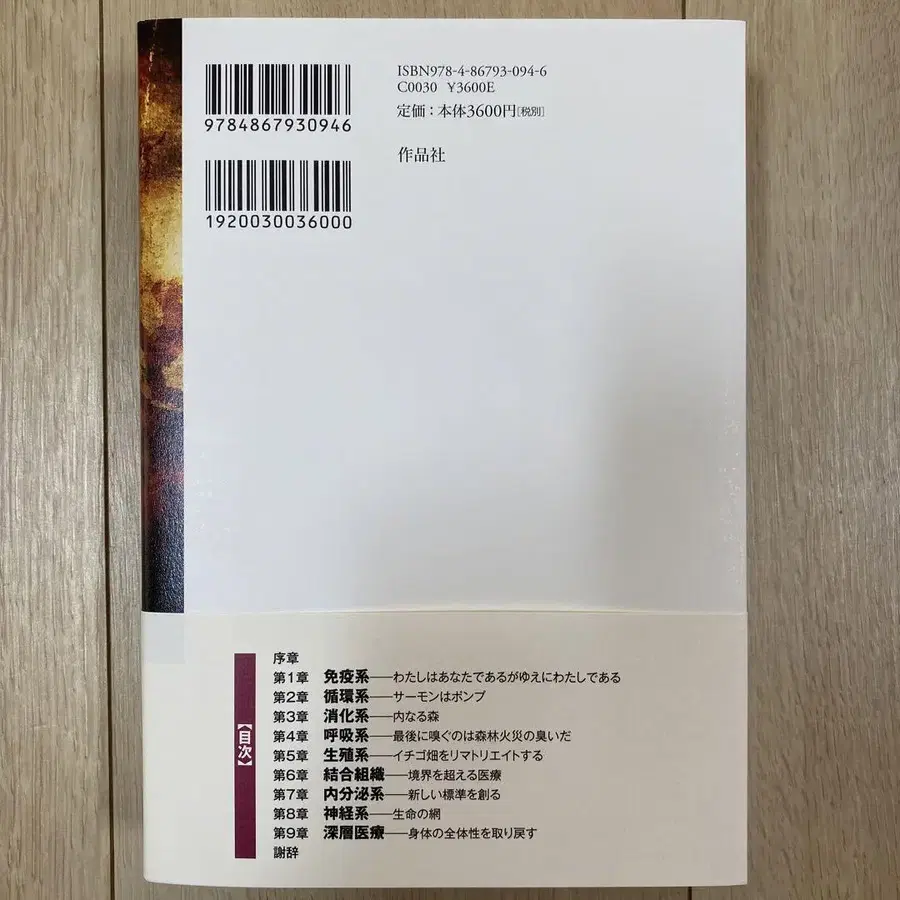 ISBN978-4-86793-094-6
C0030 ¥3600E
定価：本体3600円[税別]
作品社
9784867930946
1920030036000
【目次】
序章
第1章 免疫系──わたしはあなたであるがゆえにわたしである
第2章 循環系──サーモンはポンプ
第3章 消化系──内なる森
第4章 呼吸系──最後に嗅ぐのは森林火災の臭いだ
第5章 生殖系──イチゴ畑をリマトリエイトする
第6章 結合組織──境界を超える医療
第7章 内分泌系──新しい標準を創る
第8章 神経系──生命の網
第9章 深層医療──身体の全体性を取り戻す
謝辞